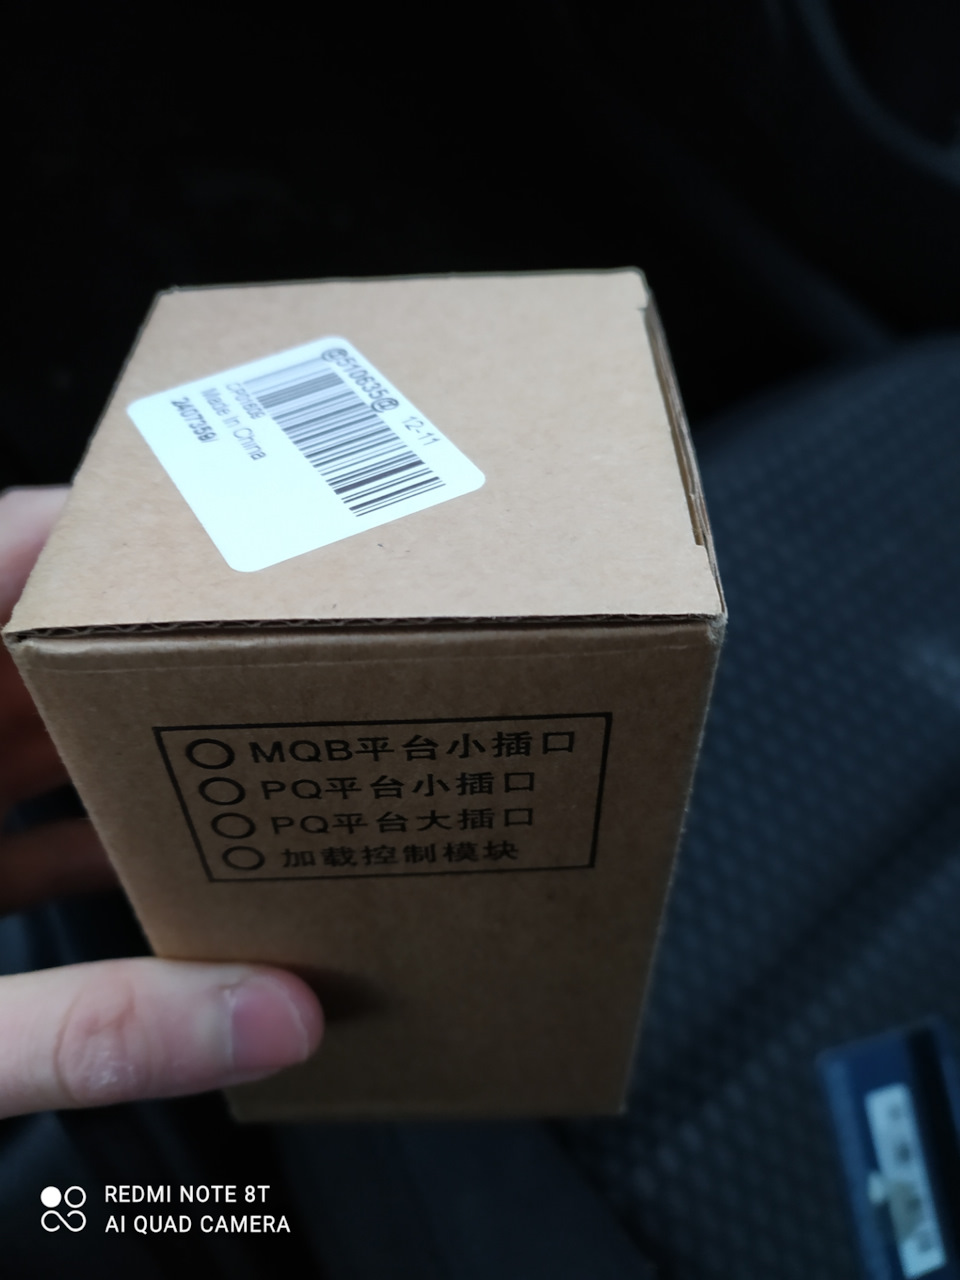 @510635@ 12-11
Made In China
MQB平台小插口
PQ平台小插口
PQ平台大插口
加载控制模块
REDMI NOTE 8T
AI QUAD CAMERA